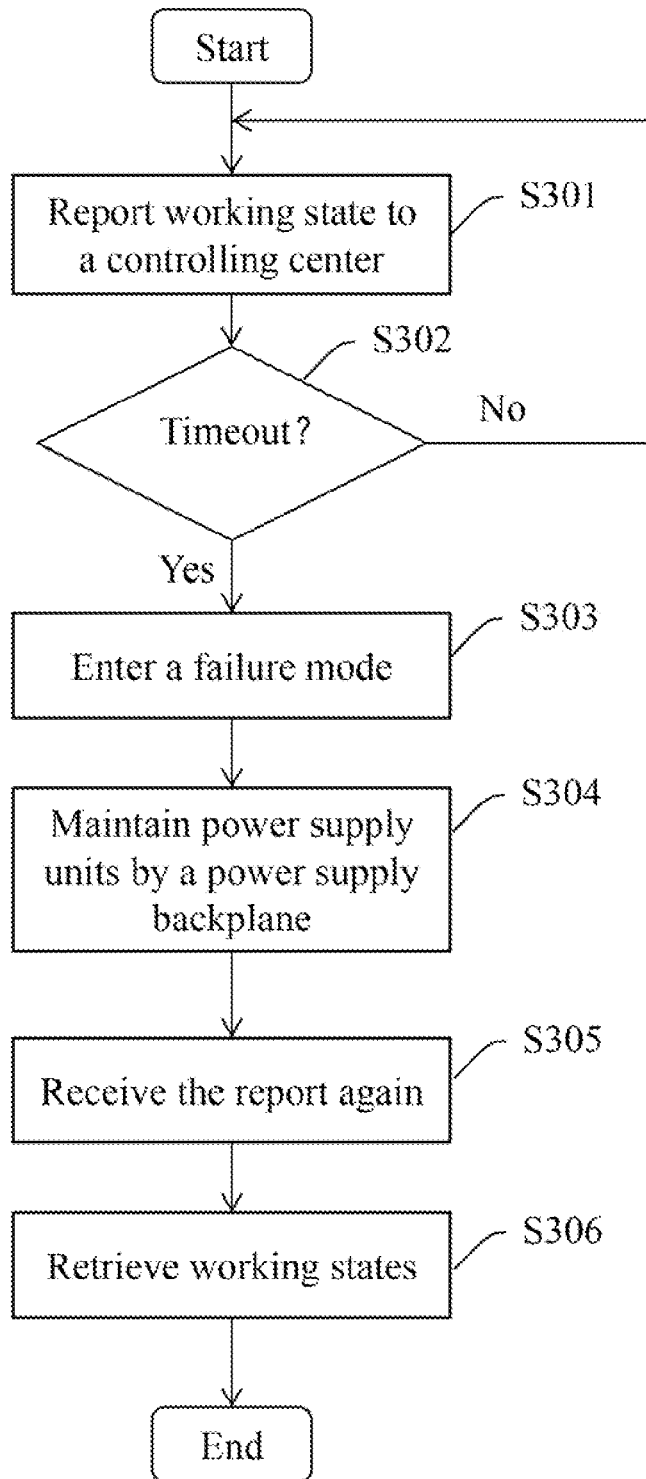 Start
Report working state to
a controlling center
S301
S302
Timeout?
No
Yes
S303
Enter a failure mode
S304
Maintain power supply
units by a power supply
backplane
S305
Receive the report again
S306
Retrieve working states
End